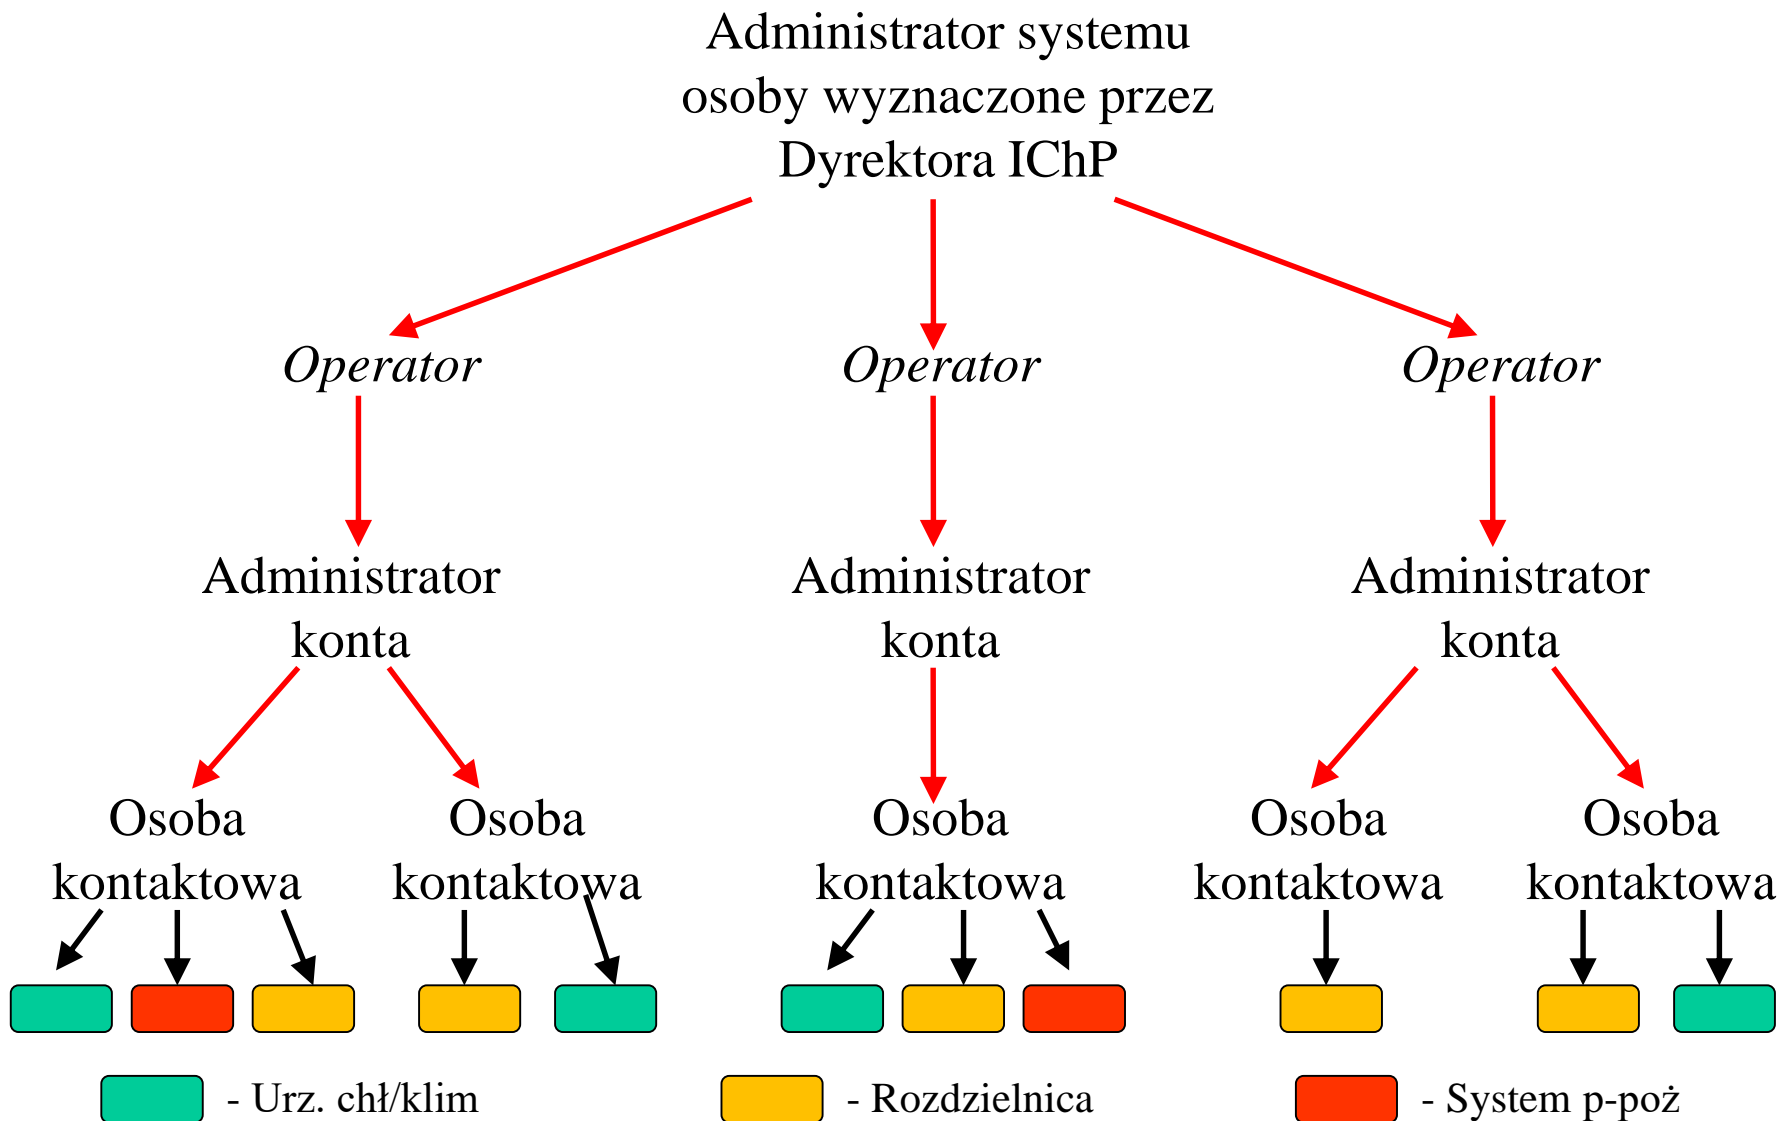 Administrator systemu
osoby wyznaczone przez
Dyrektora IChP
Operator
Operator
Operator
Administrator
konta
Administrator
konta
Administrator
konta
Osoba
kontaktowa
Osoba
kontaktowa
Osoba
kontaktowa
Osoba
kontaktowa
Osoba
kontaktowa
- Urz. chł/klim
- Rozdzielnica
- System p-poż